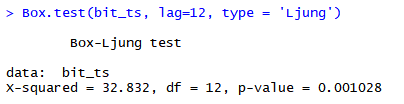 > Box.test(bit_ts, lag=12, type = 'Ljung')
Box-Ljung test
data:  bit_ts
X-squared = 32.832, df = 12, p-value = 0.001028